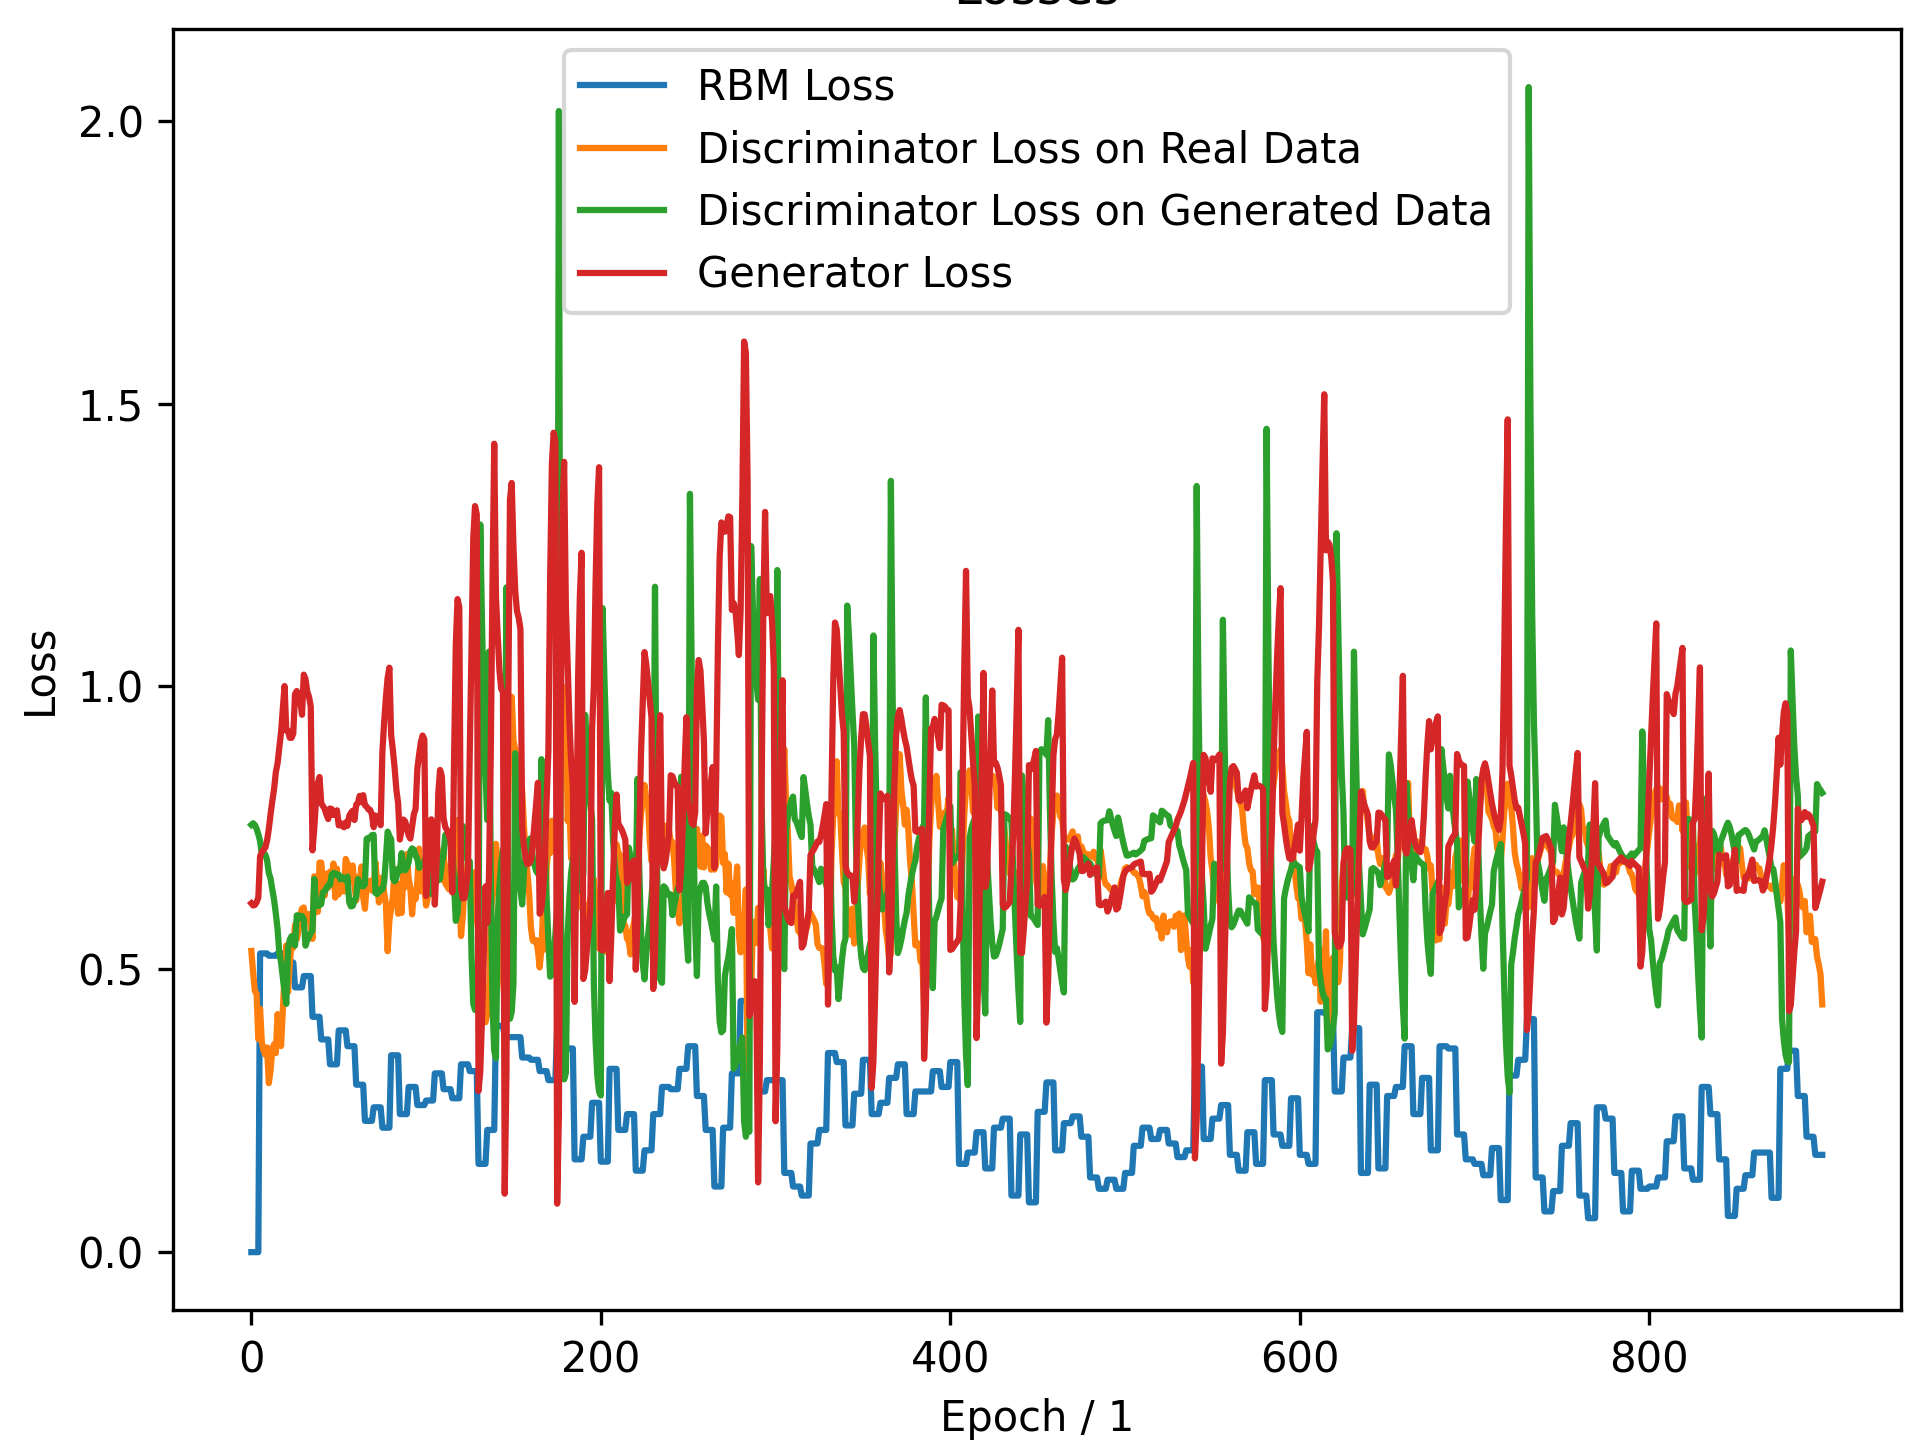 Losses
RBM Loss
Discriminator Loss on Real Data
Discriminator Loss on Generated Data
Generator Loss
2.0
1.5
1.0
0.5
0.0
Loss
0 200 400 600 800
Epoch / 1